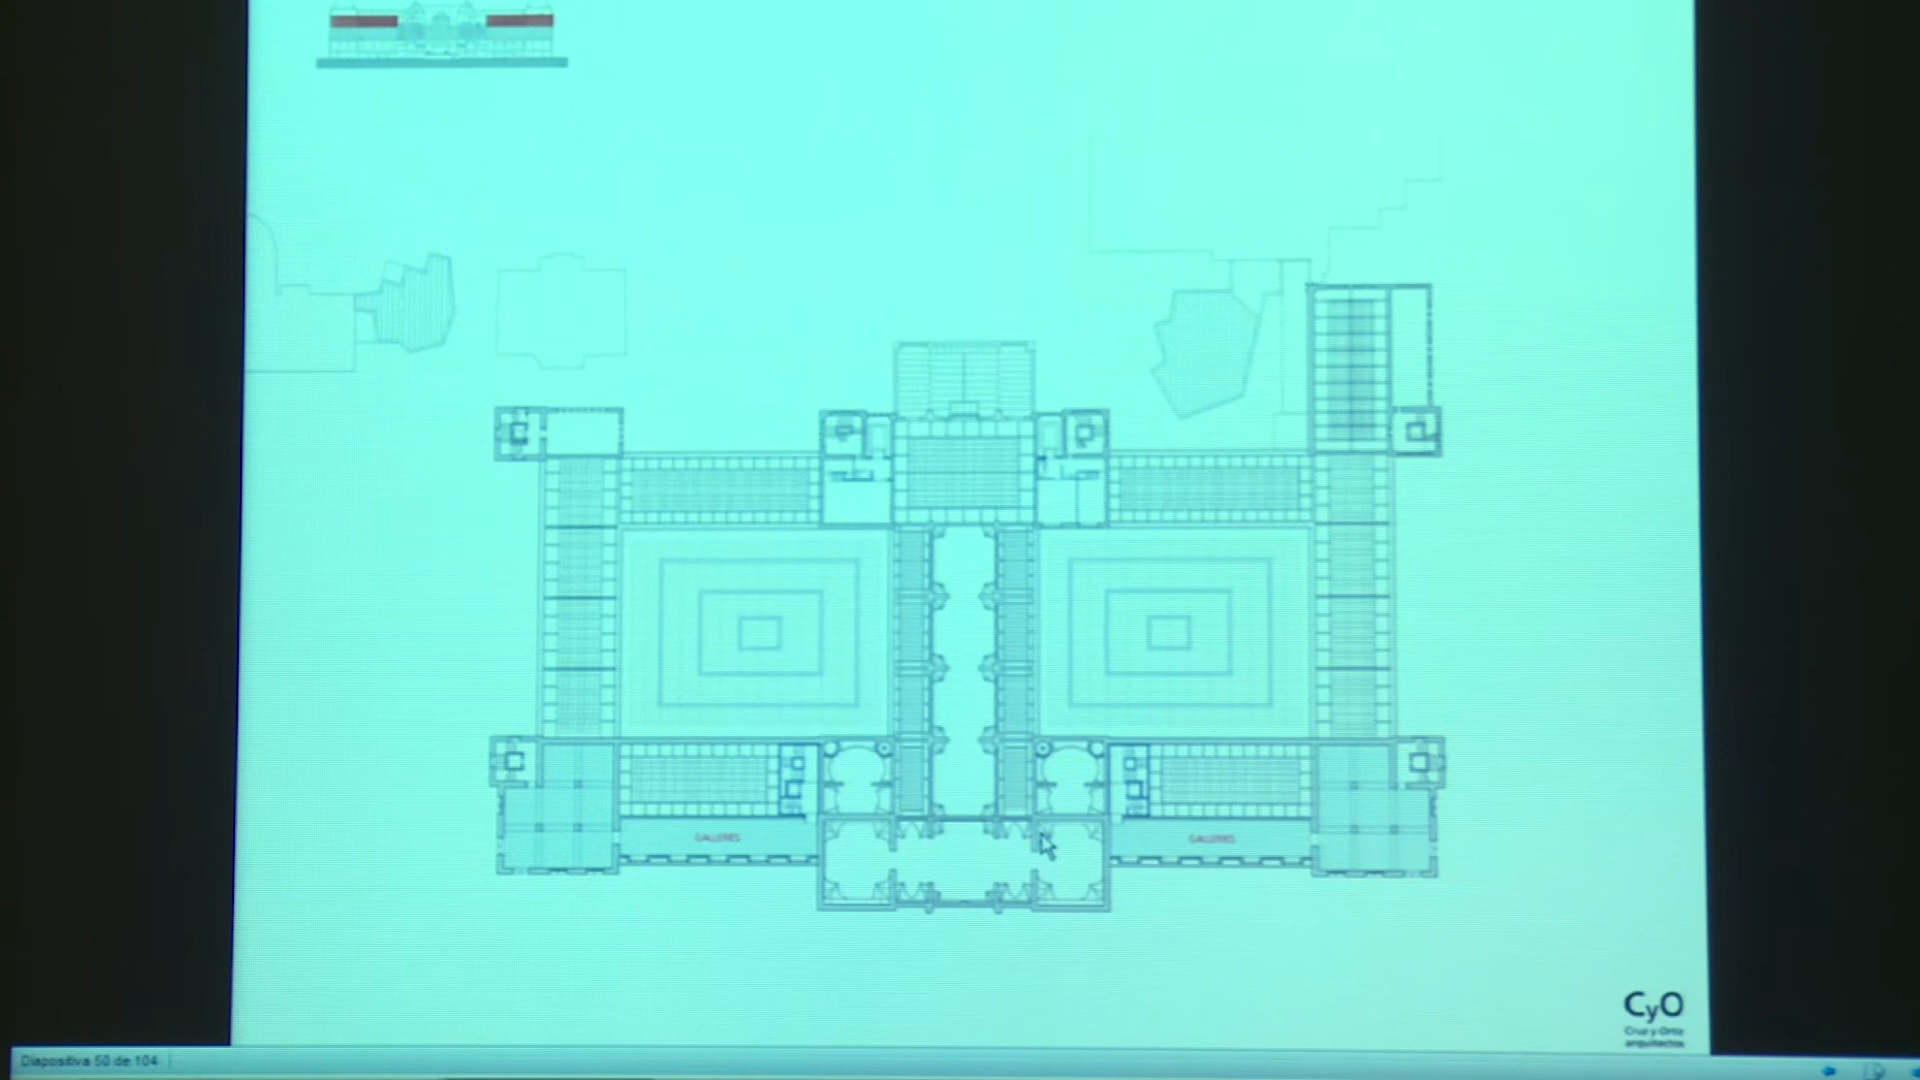 GALLERIES
GALLERIES
CyO
Cruz y Ortiz
arquitectos
Diapositiva 50 de 104